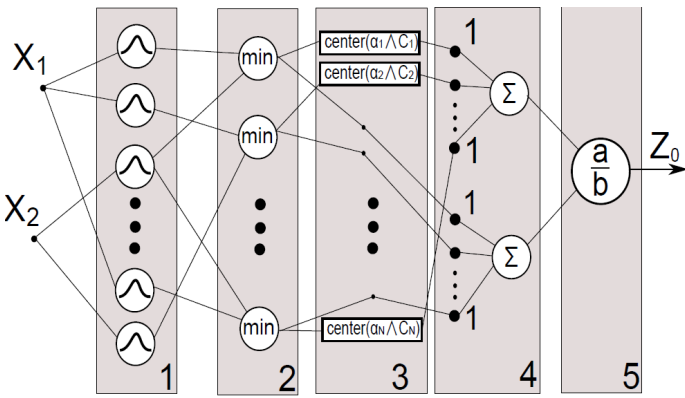 X1
X2
min
min
min
center(α1∧C1)
center(α2∧C2)
center(αN∧CN)
1
1
1
1
Σ
Σ
a
b
Z0
1
2
3
4
5